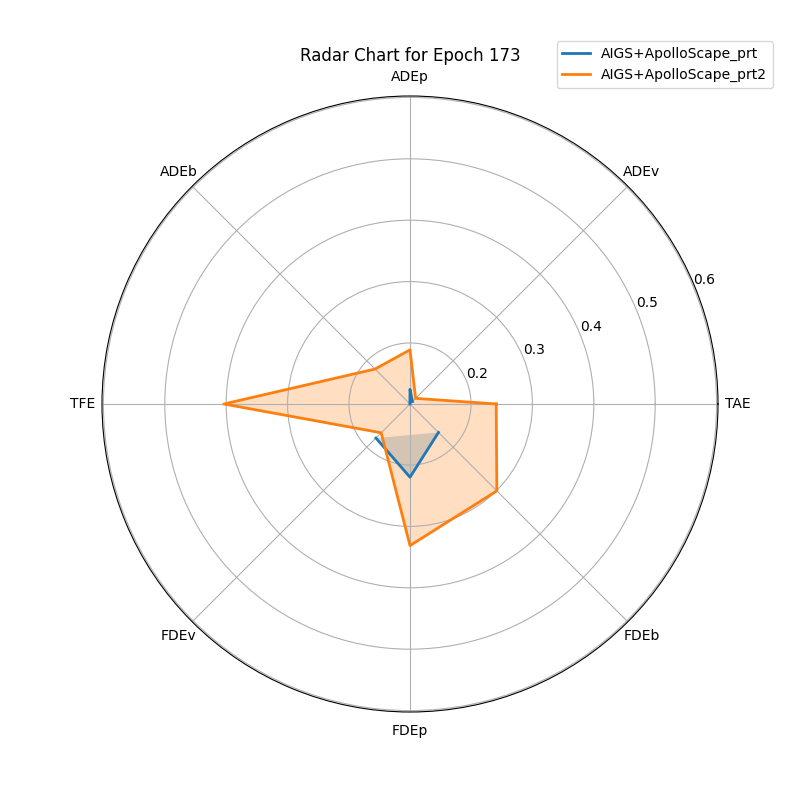 Radar Chart for Epoch 173
AIGS+ApolloScape_prt
AIGS+ApolloScape_prt2
ADEp
ADEb
ADEv
0.6
0.5
0.4
0.3
0.2
TFE
TAE
FDEv
FDEb
FDEp